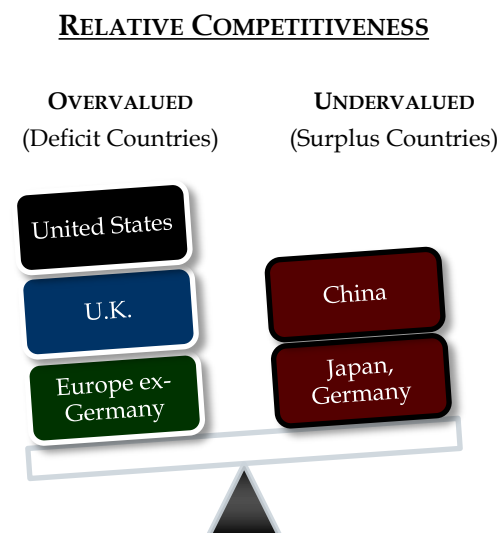 RELATIVE COMPETITIVENESS
OVERVALUED
(Deficit Countries)
UNDERVALUED
(Surplus Countries)
United States
U.K.
Europe ex-
Germany
China
Japan,
Germany